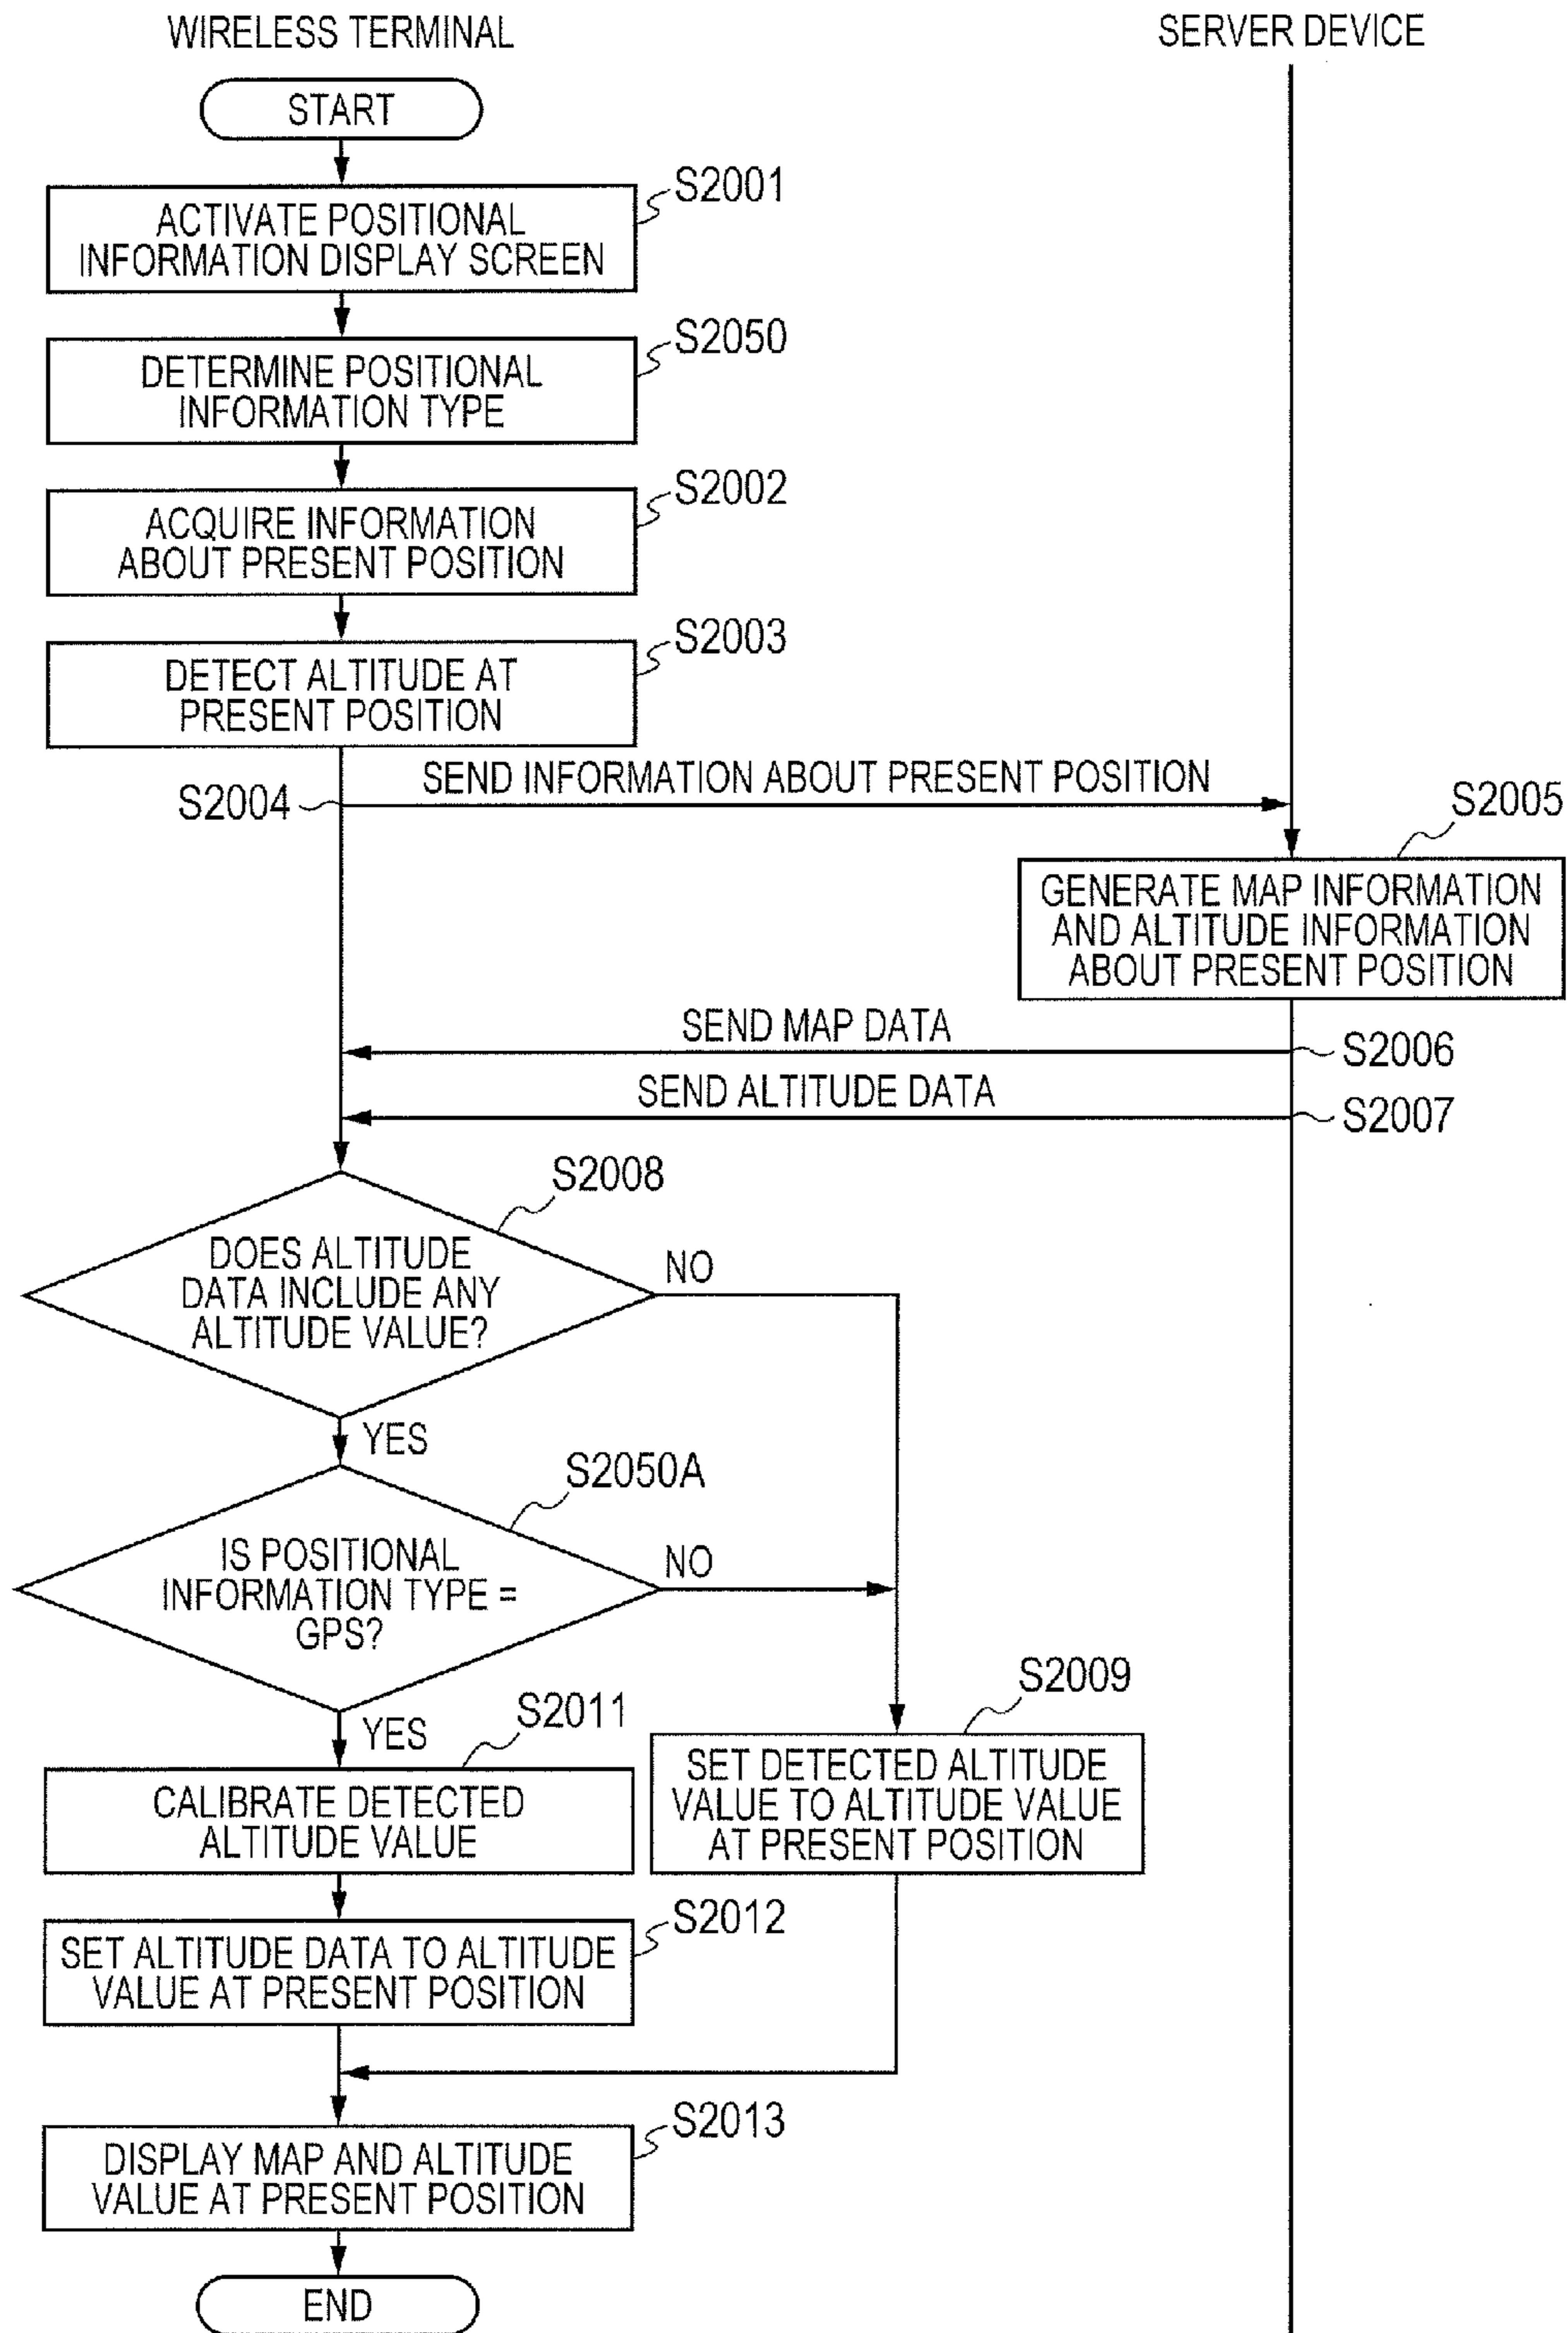 WIRELESS TERMINAL
SERVER DEVICE
START
S2001
ACTIVATE POSITIONAL
INFORMATION DISPLAY SCREEN
S2050
DETERMINE POSITIONAL
INFORMATION TYPE
S2002
ACQUIRE INFORMATION
ABOUT PRESENT POSITION
S2003
DETECT ALTITUDE AT
PRESENT POSITION
SEND INFORMATION ABOUT PRESENT POSITION
S2004
S2005
GENERATE MAP INFORMATION
AND ALTITUDE INFORMATION
ABOUT PRESENT POSITION
SEND MAP DATA
S2006
SEND ALTITUDE DATA
S2007
S2008
DOES ALTITUDE
DATA INCLUDE ANY
ALTITUDE VALUE?
NO
YES
S2050A
IS POSITIONAL
INFORMATION TYPE =
GPS?
NO
YES
S2011
CALIBRATE DETECTED
ALTITUDE VALUE
S2009
SET DETECTED ALTITUDE
VALUE TO ALTITUDE VALUE
AT PRESENT POSITION
S2012
SET ALTITUDE DATA TO ALTITUDE
VALUE AT PRESENT POSITION
S2013
DISPLAY MAP AND ALTITUDE
VALUE AT PRESENT POSITION
END